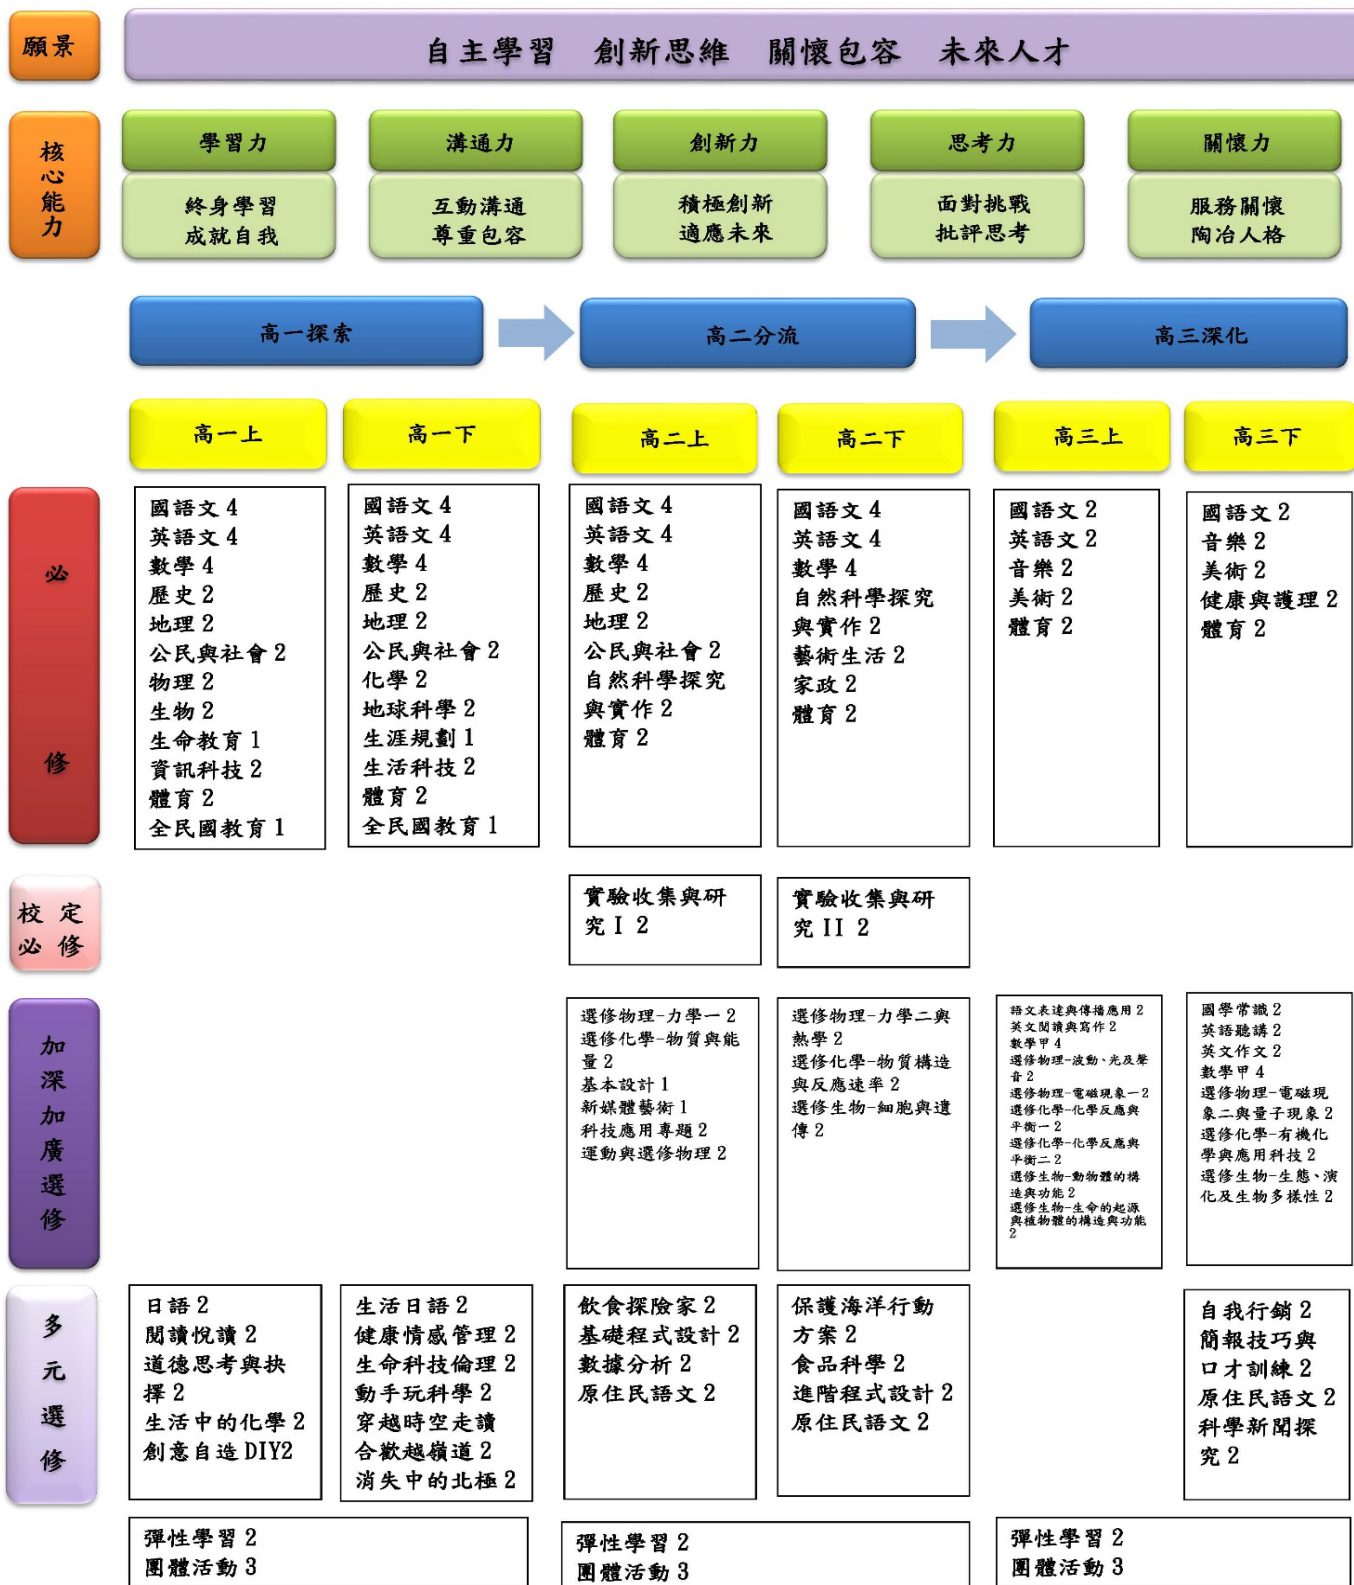 願景
自主學習　創新思維　關懷包容　未來人才
核心能力
學習力
終身學習
成就自我
溝通力
互動溝通
尊重包容
創新力
積極創新
適應未來
思考力
面對挑戰
批評思考
關懷力
服務關懷
陶冶人格
高一探索
高二分流
高三深化
高一上
高一下
高二上
高二下
高三上
高三下
必修
國語文 4
英語文 4
數學 4
歷史 2
地理 2
公民與社會 2
物理 2
生物 2
生命教育 1
資訊科技 2
體育 2
全民國教育 1
國語文 4
英語文 4
數學 4
歷史 2
地理 2
公民與社會 2
化學 2
地球科學 2
生涯規劃 1
生活科技 2
體育 2
全民國教育 1
國語文 4
英語文 4
數學 4
歷史 2
地理 2
公民與社會 2
自然科學探究
與實作 2
體育 2
國語文 4
英語文 4
數學 4
自然科學探究
與實作 2
藝術生活 2
家政 2
體育 2
國語文 2
英語文 2
音樂 2
美術 2
體育 2
國語文 2
音樂 2
美術 2
健康與護理 2
體育 2
校定
必修
實驗收集與研
究 I 2
實驗收集與研
究 II 2
加深加廣選修
選修物理-力學一 2
選修化學-物質與能
量 2
基本設計 1
新媒體藝術 1
科技應用專題 2
運動與選修物理 2
選修物理-力學二與
熱學 2
選修化學-物質構造
與反應速率 2
選修生物-細胞與遺
傳 2
語文表達與傳播應用 2
英文閱讀與寫作 2
數學甲 4
選修物理-波動、光及聲
音 2
選修物理-電磁現象一 2
選修化學-化學反應與
平衡一 2
選修化學-化學反應與
平衡二 2
選修生物-動物體的構
造與功能 2
選修生物-生命的起源
與植物體的構造與功能
2
國學常識 2
英語聽講 2
英文作文 2
數學甲 4
選修物理-電磁現
象二與量子現象 2
選修化學-有機化
學與應用科技 2
選修生物-生態、演
化及生物多樣性 2
多元選修
日語 2
閱讀悅讀 2
道德思考與抉
擇 2
生活中的化學 2
創意自造 DIY2
生活日語 2
健康情感管理 2
生命科技倫理 2
動手玩科學 2
穿越時空走讀
合歡越嶺道 2
消失中的北極 2
飲食探險家 2
基礎程式設計 2
數據分析 2
原住民語文 2
保護海洋行動
方案 2
食品科學 2
進階程式設計 2
原住民語文 2
自我行銷 2
簡報技巧與
口才訓練 2
原住民語文 2
科學新聞探
究 2
彈性學習 2
團體活動 3
彈性學習 2
團體活動 3
彈性學習 2
團體活動 3